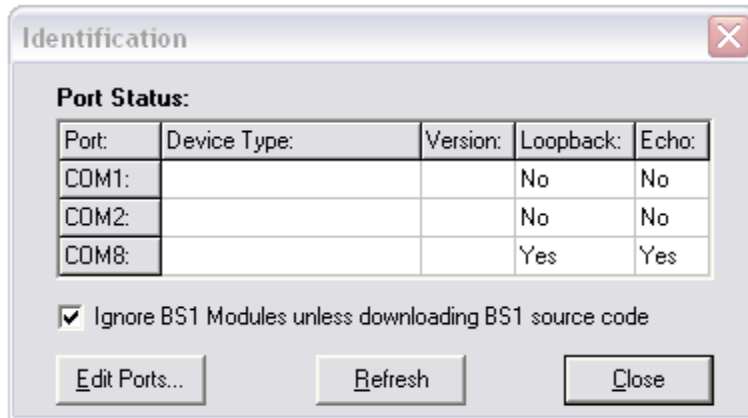 Identification
Port Status:
Port: Device Type: Version: Loopback: Echo:
COM1: No No
COM2: No No
COM8: Yes Yes
Ignore BS1 Modules unless downloading BS1 source code
Edit Ports... Refresh Close